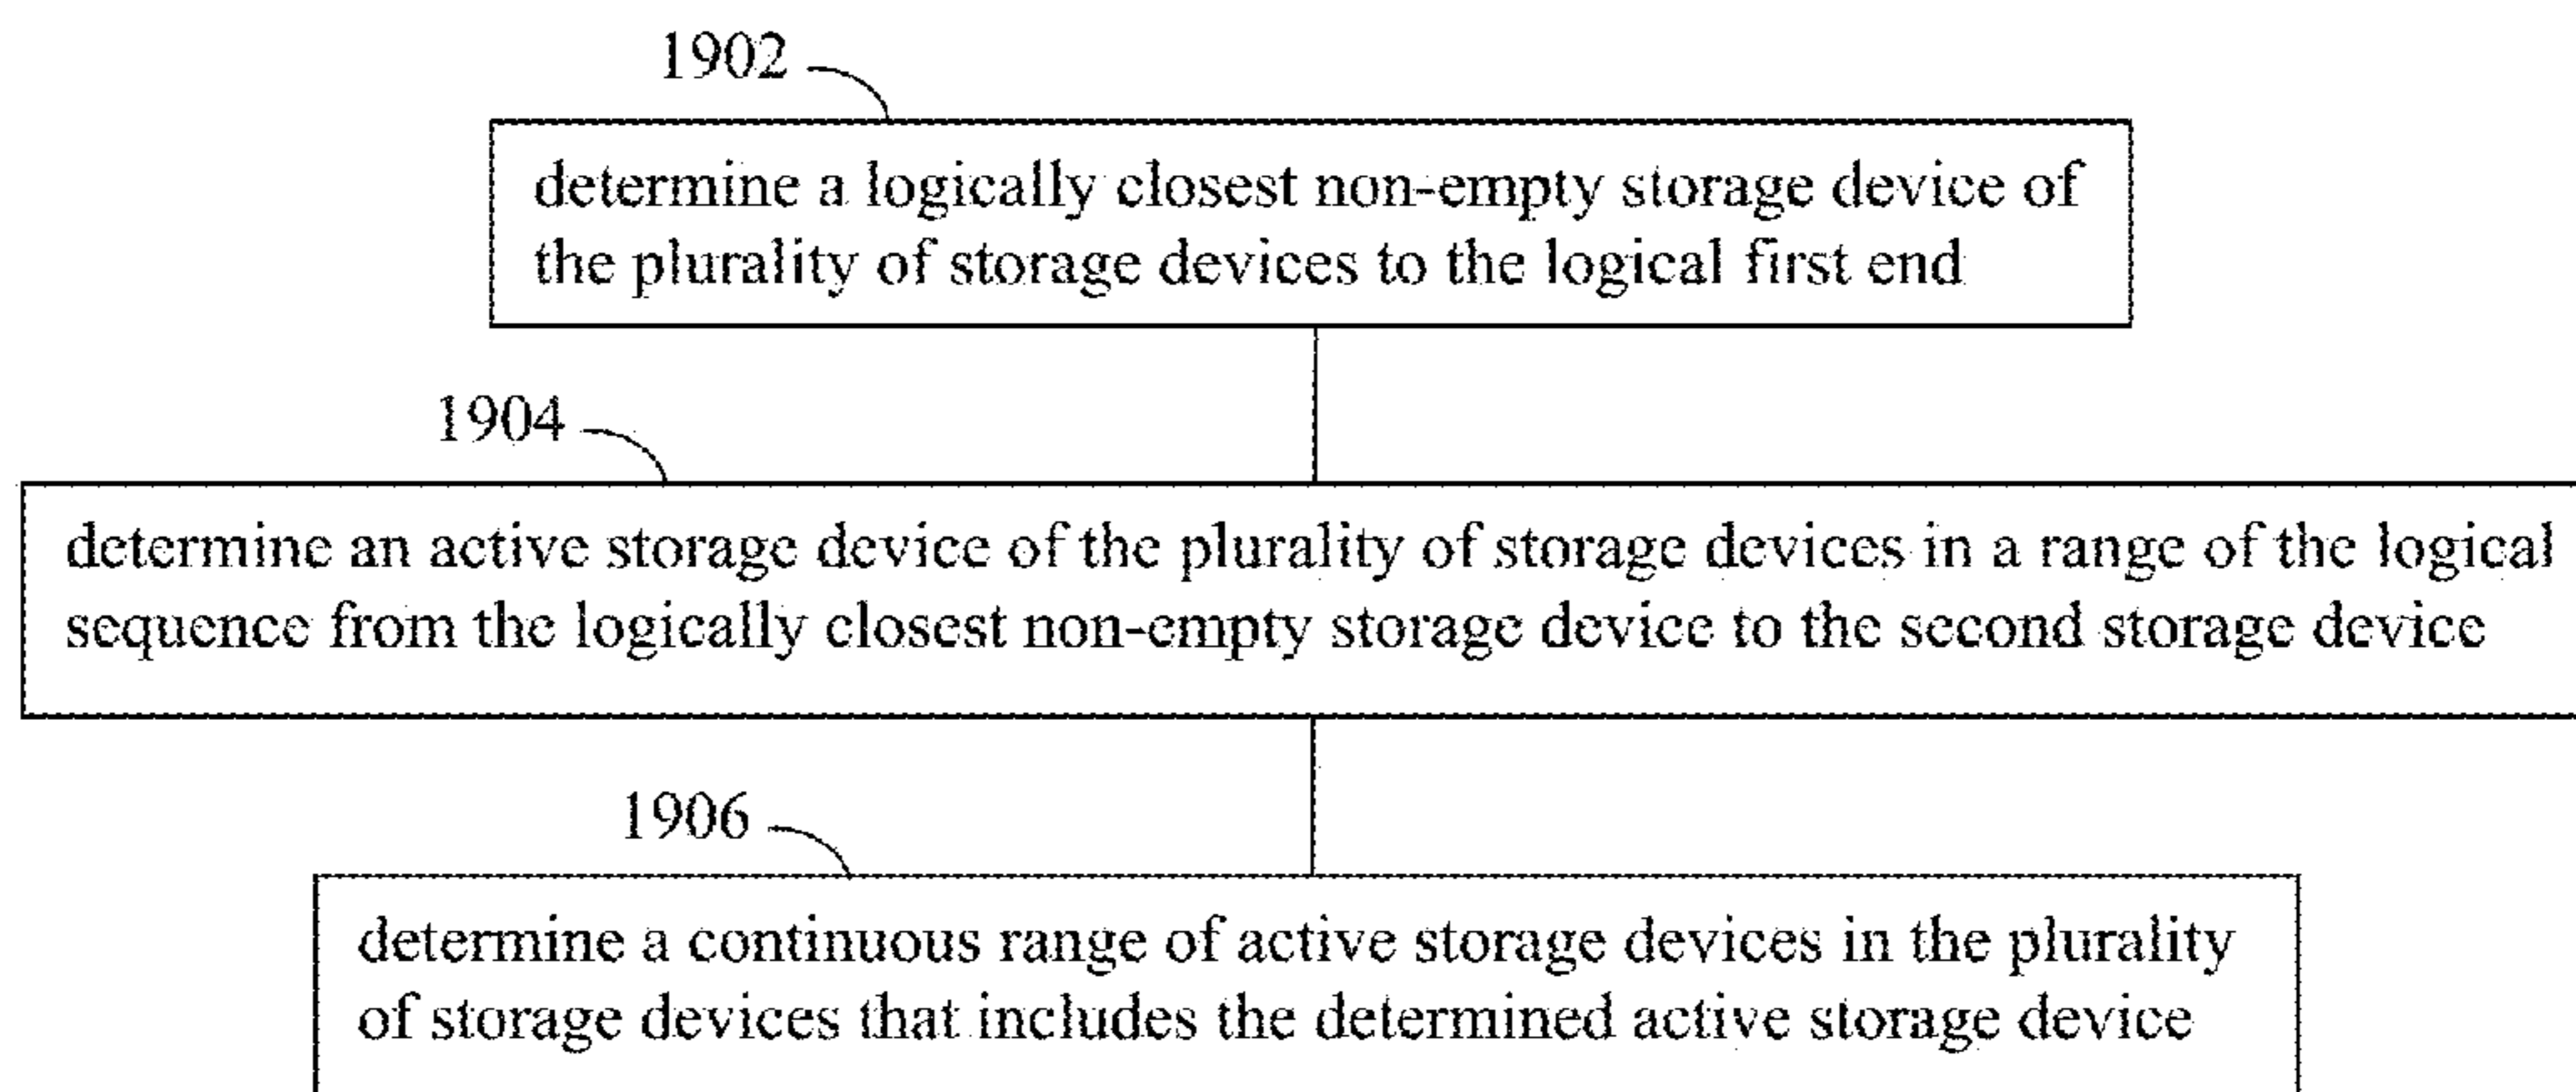 1902
determine a logically closest non-empty storage device of
the plurality of storage devices to the logical first end
1904
determine an active storage device of the plurality of storage devices in a range of the logical
sequence from the logically closest non-empty storage device to the second storage device
1906
determine a continuous range of active storage devices in the plurality
of storage devices that includes the determined active storage device